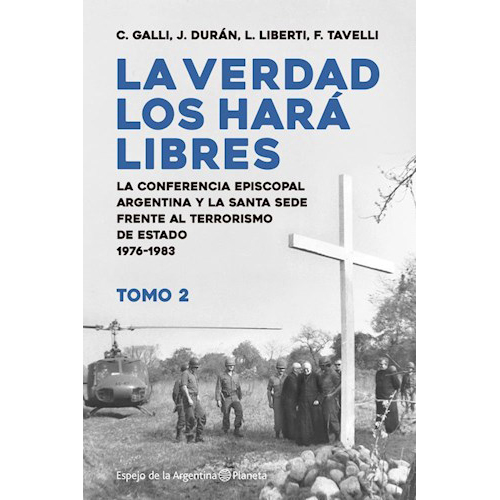 C. GALLI, J. DURÁN, L. LIBERTI, F. TAVELLI
LA VERDAD
LOS HARÁ
LIBRES
LA CONFERENCIA EPISCOPAL
ARGENTINA Y LA SANTA SEDE
FRENTE AL TERRORISMO
DE ESTADO
1976-1983
TOMO 2
Espejo de la Argentina Planeta